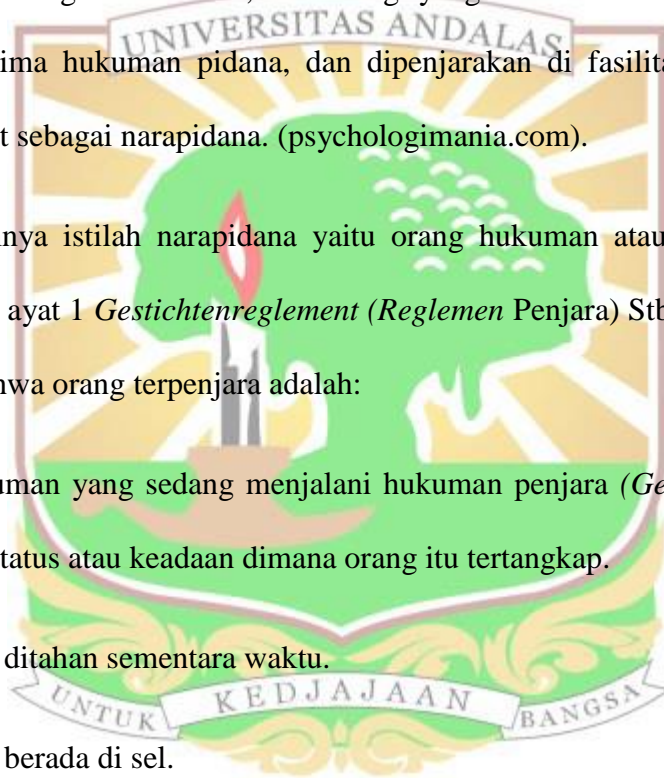 UNIVERSITAS ANDALAS
ima hukuman pidana, dan dipenjarakan di fasilita
t sebagai narapidana. (psychologimania.com).
nya istilah narapidana yaitu orang hukuman atau
ayat 1 Gestichtenreglement (Reglemen Penjara) Stb
hwa orang terpenjara adalah:
uman yang sedang menjalani hukuman penjara (Ge
status atau keadaan dimana orang itu tertangkap.
ditahan sementara waktu.
UNTUK KEDJAJAAN BANGSA
berada di sel.